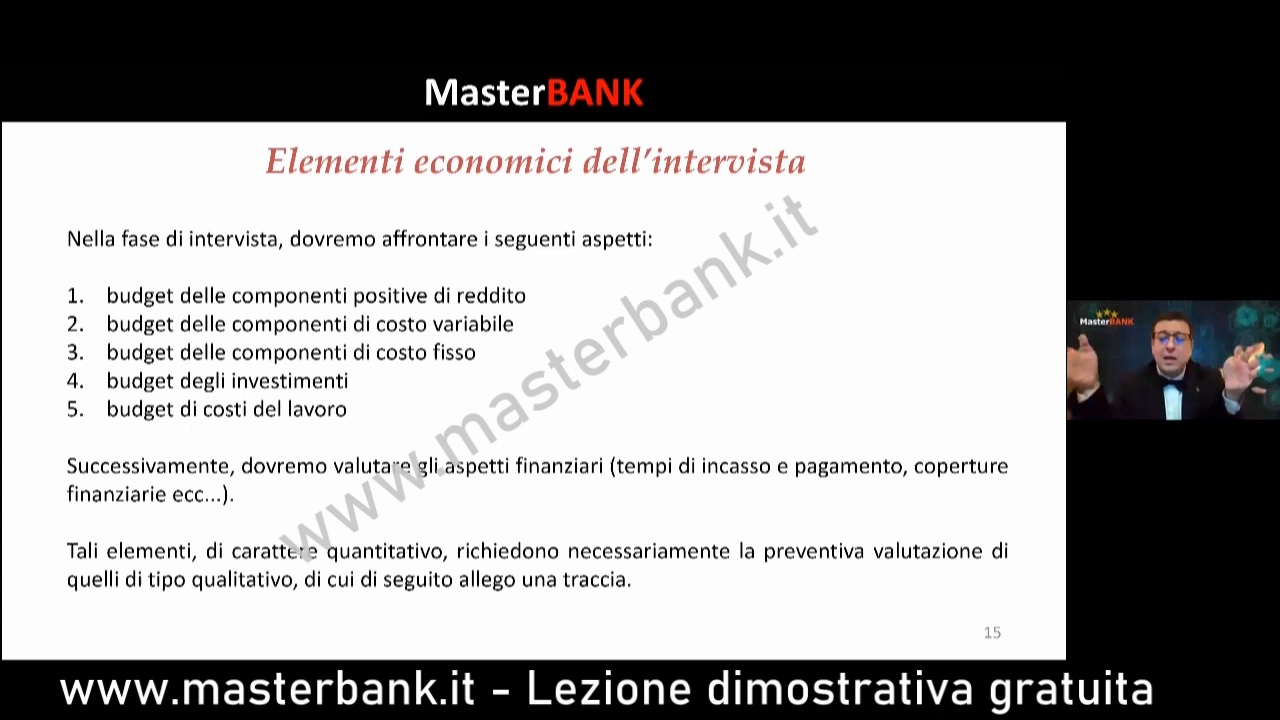 MasterBANK
Elementi economici dell’intervista
Nella fase di intervista, dovremo affrontare i seguenti aspetti:
1. budget delle componenti positive di reddito
2. budget delle componenti di costo variabile
3. budget delle componenti di costo fisso
4. budget degli investimenti
5. budget di costi del lavoro
Successivamente, dovremo valutare gli aspetti finanziari (tempi di incasso e pagamento, coperture
finanziarie ecc...).
Tali elementi, di carattere quantitativo, richiedono necessariamente la preventiva valutazione di
quelli di tipo qualitativo, di cui di seguito allego una traccia.
15
www.masterbank.it
MasterBANK
www.masterbank.it - Lezione dimostrativa gratuita